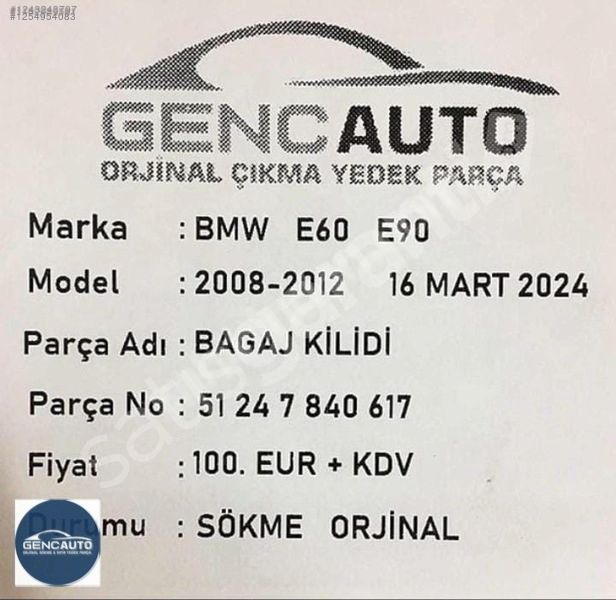 #1254954083
GENCAUTO
ORJİNAL ÇIKMA YEDEK PARÇA
Marka : BMW E60 E90
Model : 2008-2012 16 MART 2024
Parça Adı : BAGAJ KİLİDİ
Parça No : 51 24 7 840 617
Fiyat : 100. EUR + KDV
Durumu : SÖKME ORJİNAL
GENCAUTO